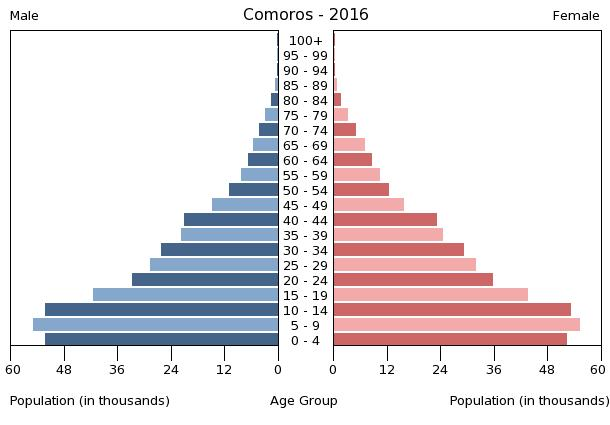 Male Comoros - 2016 Female
100+
95 - 99
90 - 94
85 - 89
80 - 84
75 - 79
70 - 74
65 - 69
60 - 64
55 - 59
50 - 54
45 - 49
40 - 44
35 - 39
30 - 34
25 - 29
20 - 24
15 - 19
10 - 14
5 - 9
0 - 4
60 48 36 24 12 0 0 12 24 36 48 60
Population (in thousands) Age Group Population (in thousands)